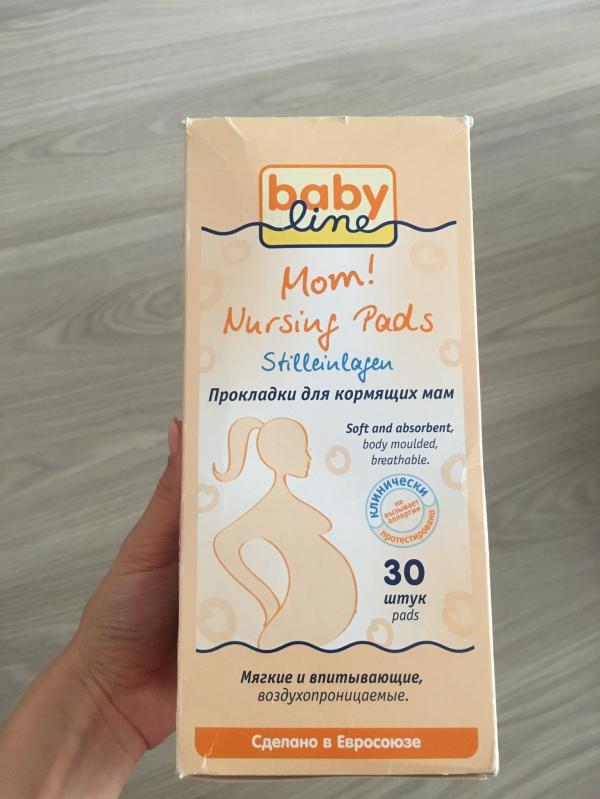 baby
line
Mom!
Nursing Pads
Stilleinlagen
Прокладки для кормящих мам
Soft and absorbent,
body moulded,
breathable.
клинически
не
вызывает
аллергии
протестировано
30
штук
pads
Мягкие и впитывающие,
воздухопроницаемые.
Сделано в Евросоюзе